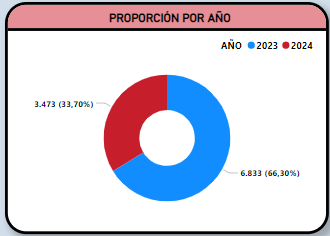 PROPORCIÓN POR AÑO
AÑO 2023 2024
3.473 (33,70%)
6.833 (66,30%)